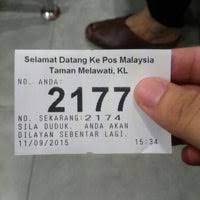 Selamat Datang Ke Pos Malaysia
Taman Melawati, KL
NO. ANDA:
2177
NO. SEKARANG:2174
SILA DUDUK. ANDA AKAN
DILAYAN SEBENTAR LAGI.
11/09/2015 15:34